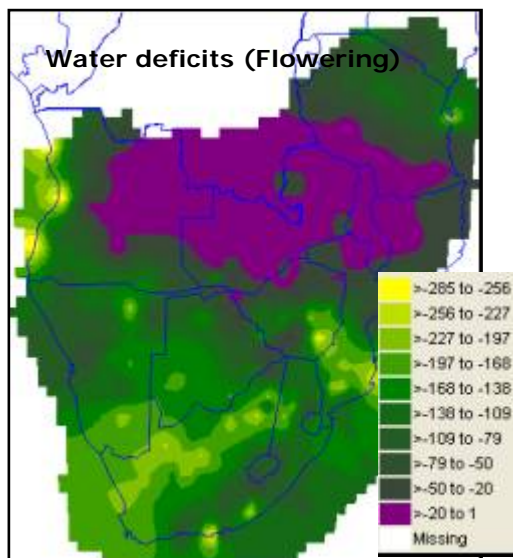 Water deficits (Flowering)
>-285 to -256
>-256 to -227
>-227 to -197
>-197 to -168
>-168 to -138
>-138 to -109
>-109 to -79
>-79 to -50
>-50 to -20
>-20 to 1
Missing